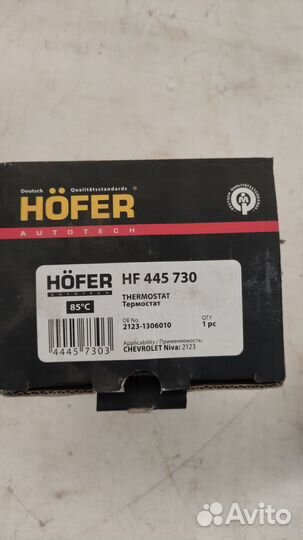 Deutsch Qualitätsstandards
HÖFER®
AUTOTECH
HÖFER
AUTOTECH
HF 445 730
85°C
THERMOSTAT
Термостат
OE No.
QTY
2123-1306010
1 pc
4445 7303
Applicability / Применяемость:
CHEVROLET Niva: 2123
Avito